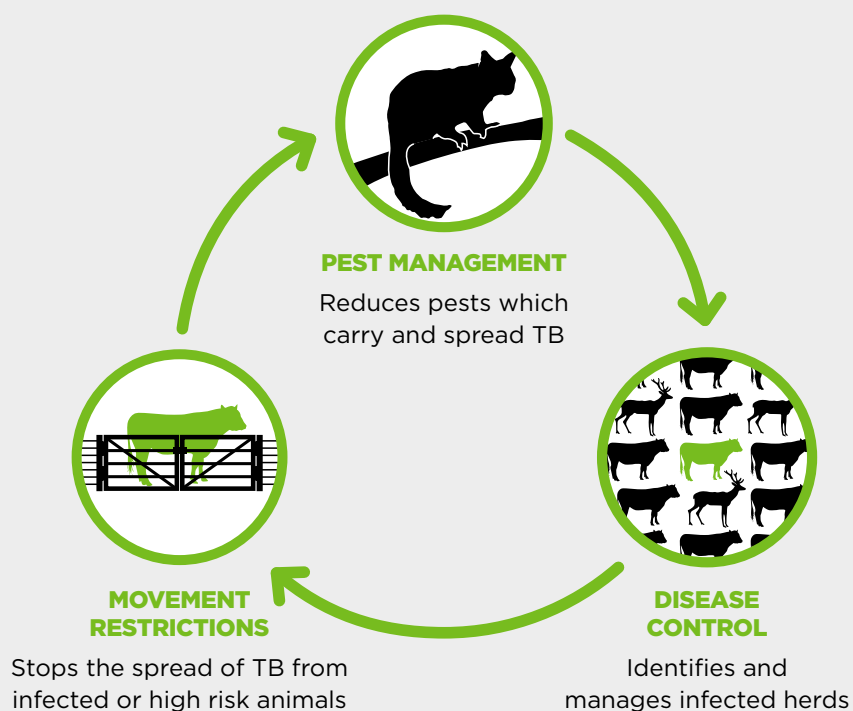 PEST MANAGEMENT
Reduces pests which
carry and spread TB
DISEASE
CONTROL
Identifies and
manages infected herds
MOVEMENT
RESTRICTIONS
Stops the spread of TB from
infected or high risk animals